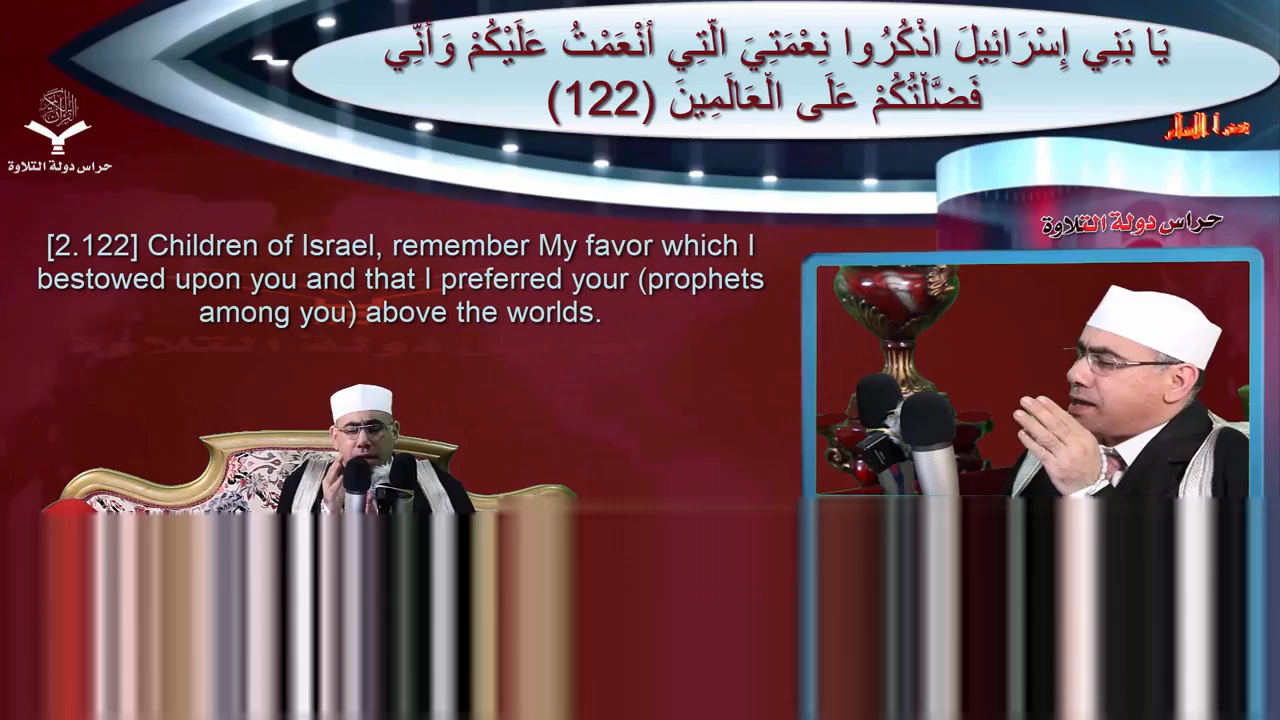 يَا بَنِي إِسْرَائِيلَ اذْكُرُوا نِعْمَتِيَ الَّتِي أَنْعَمْتُ عَلَيْكُمْ وَأَنِّي
فَضَّلْتُكُمْ عَلَى الْعَالَمِينَ (122)
حراس دولة التلاوة
حراس دولة التلاوة
[2.122] Children of Israel, remember My favor which I
bestowed upon you and that I preferred your (prophets
among you) above the worlds.